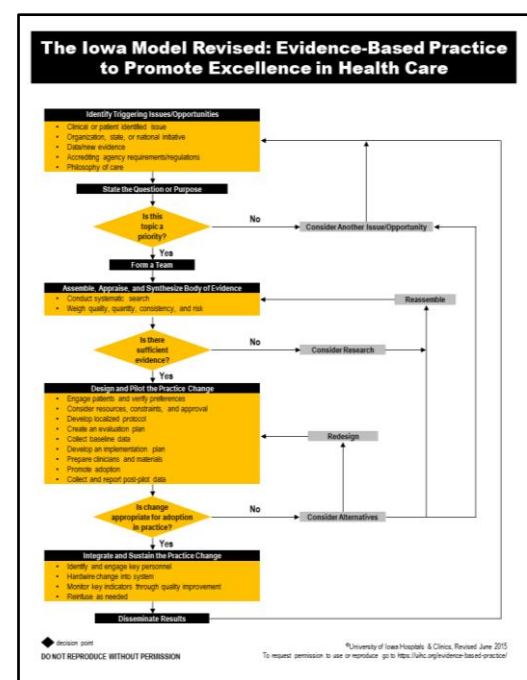 The Iowa Model Revised: Evidence-Based Practice
to Promote Excellence in Health Care
Identify Triggering Issues/Opportunities
• Clinical or patient identified issue
• Organization, state, or national initiative
• Data/new evidence
• Accrediting agency requirements/regulations
• Philosophy of care
State the Question or Purpose
Is this
topic a
priority?
No
Consider Another Issue/Opportunity
Yes
Form a Team
Assemble, Appraise, and Synthesize Body of Evidence
• Conduct systematic search
• Weigh quality, quantity, consistency, and risk
Reassemble
Is there
sufficient
evidence?
No
Consider Research
Yes
Design and Pilot the Practice Change
• Engage patients and verify preferences
• Consider resources, constraints, and approval
• Develop localized protocol
• Create an evaluation plan
• Collect baseline data
• Develop an implementation plan
• Prepare clinicians and materials
• Promote adoption
• Collect and report post-pilot data
Redesign
Is change
appropriate for adoption
in practice?
No
Consider Alternatives
Yes
Integrate and Sustain the Practice Change
• Identify and engage key personnel
• Hardwire change into system
• Monitor key indicators through quality improvement
• Reinfuse as needed
Disseminate Results
decision point
DO NOT REPRODUCE WITHOUT PERMISSION
©University of Iowa Hospitals & Clinics, Revised June 2015
To request permission to use or reproduce go to https://uihc.org/evidence-based-practice/